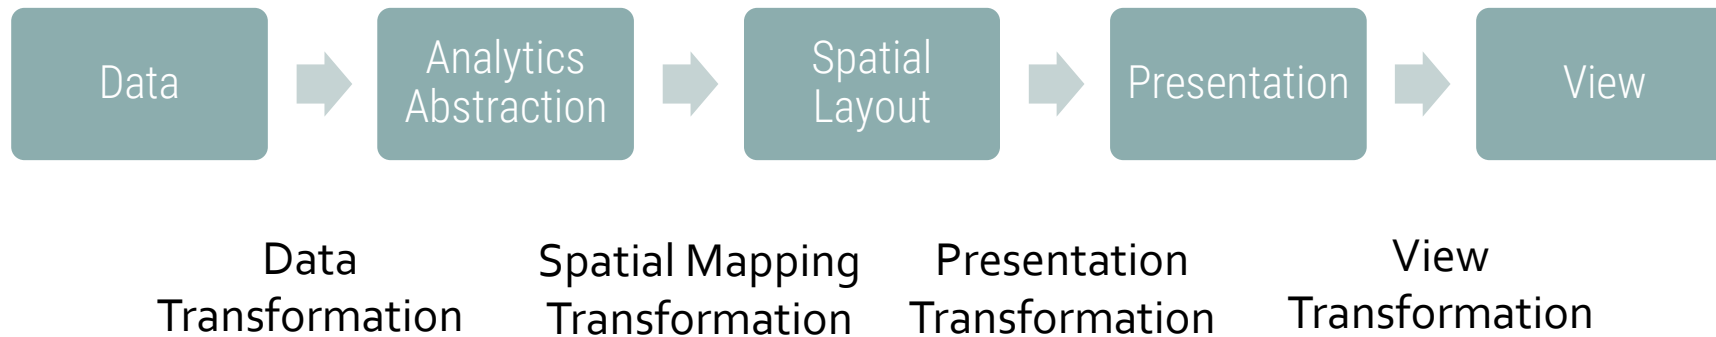 Data
Analytics
Abstraction
Spatial
Layout
Presentation
View
Data
Transformation
Spatial Mapping
Transformation
Presentation
Transformation
View
Transformation